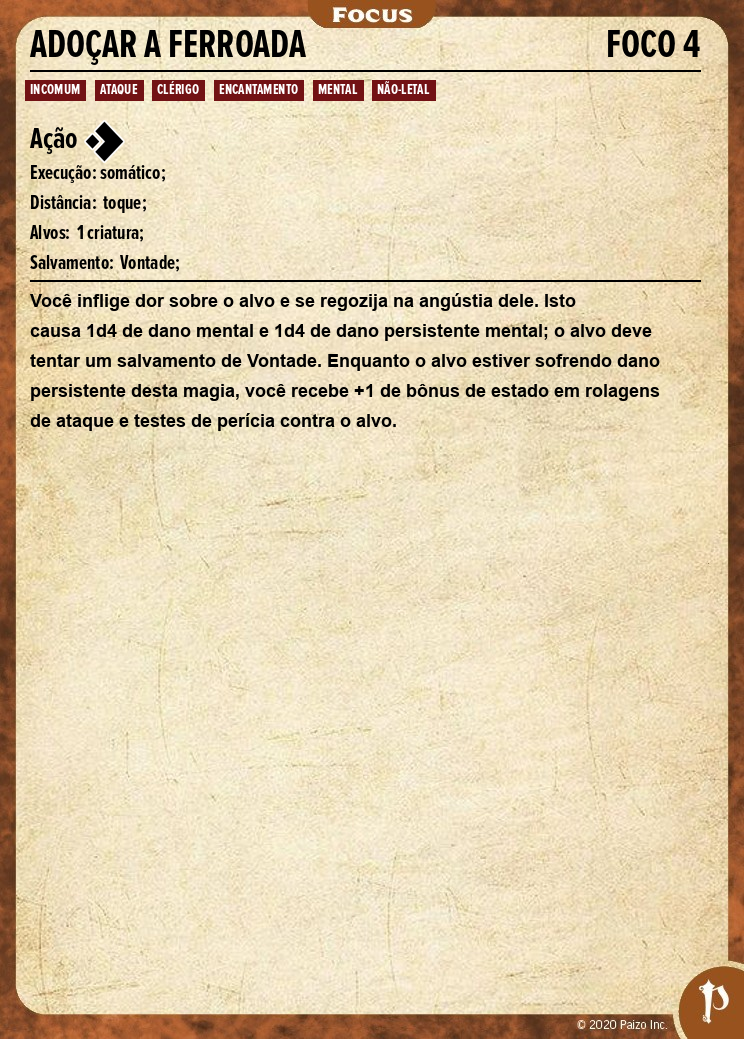 Focus
ADOÇAR A FERROADA FOCO 4
INCOMUM ATAQUE CLÉRIGO ENCANTAMENTO MENTAL NÃO-LETAL
Ação
Execução: somático;
Distância: toque;
Alvos: 1 criatura;
Salvamento: Vontade;
Você inflige dor sobre o alvo e se regozija na angústia dele. Isto
causa 1d4 de dano mental e 1d4 de dano persistente mental; o alvo deve
tentar um salvamento de Vontade. Enquanto o alvo estiver sofrendo dano
persistente desta magia, você recebe +1 de bônus de estado em rolagens
de ataque e testes de perícia contra o alvo.
© 2020 Paizo Inc.
P